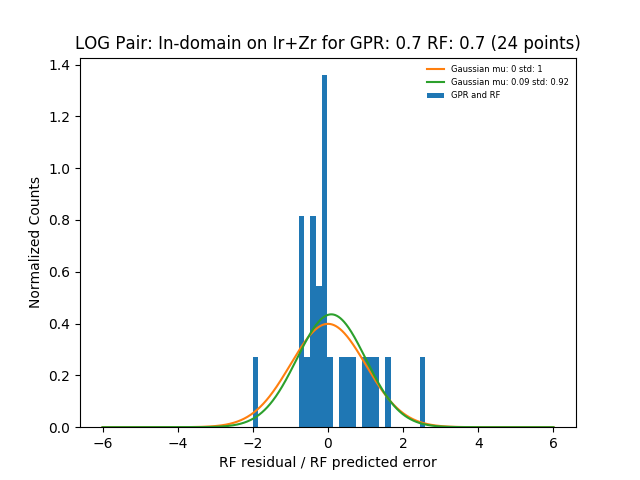 LOG Pair: In-domain on Ir+Zr for GPR: 0.7 RF: 0.7 (24 points)
Gaussian mu: 0 std: 1
Gaussian mu: 0.09 std: 0.92
GPR and RF
Normalized Counts
1.4
1.2
1.0
0.8
0.6
0.4
0.2
0.0
−6
−4
−2
0
2
4
6
RF residual / RF predicted error